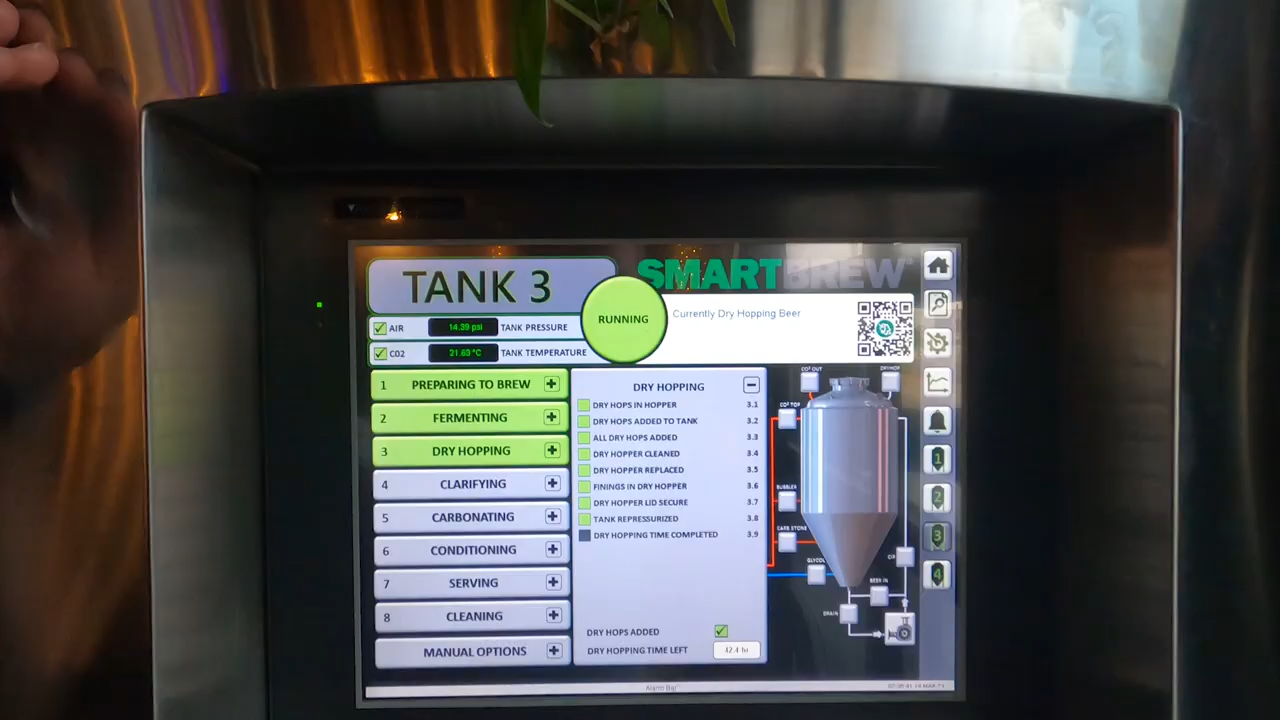 TANK 3
SMARTBREW
AIR
14.39 psi
TANK PRESSURE
CO2
TANK TEMPERATURE
RUNNING
Currently Dry Hopping Beer
1 PREPARING TO BREW +
2 FERMENTING +
3 DRY HOPPING +
4 CLARIFYING +
5 CARBONATING +
6 CONDITIONING +
7 SERVING +
8 CLEANING +
MANUAL OPTIONS +
DRY HOPPING −
DRY HOPS IN HOPPER 3.1
DRY HOPS ADDED TO TANK 3.2
ALL DRY HOPS ADDED 3.3
DRY HOPPER CLEANED 3.4
DRY HOPPER REPLACED 3.5
FININGS IN DRY HOPPER 3.6
DRY HOPPER LID SECURE 3.7
TANK REPRESSURIZED 3.8
DRY HOPPING TIME COMPLETED 3.9
DRY HOPS ADDED
DRY HOPPING TIME LEFT
CO² OUT
DRY HOP
CO² TOP
BUBBLER
CARB STONE
GLYCOL
CIP
BEER IN
DRAIN
1
2
3
4
Alarm Bar